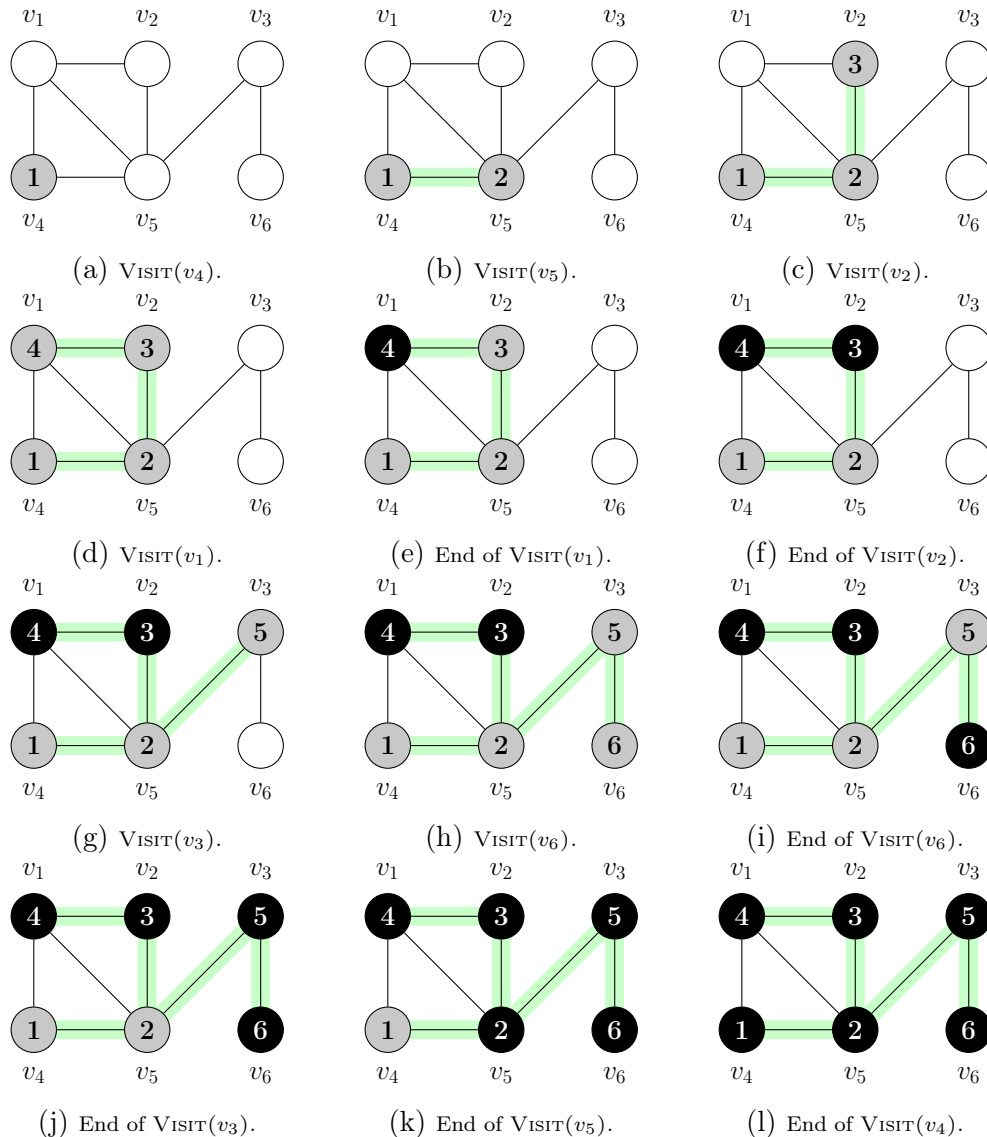 v1 v2 v3 v1 v2 v3 v1 v2 v3
3
1 1 2 1 2
v4 v5 v6 v4 v5 v6 v4 v5 v6
(a) VISIT(v4). (b) VISIT(v5). (c) VISIT(v2).
v1 v2 v3 v1 v2 v3 v1 v2 v3
4 3 4 3 4 3
1 2 1 2 1 2
v4 v5 v6 v4 v5 v6 v4 v5 v6
(d) VISIT(v1). (e) End of VISIT(v1). (f) End of VISIT(v2).
v1 v2 v3 v1 v2 v3 v1 v2 v3
4 3 5 4 3 5 4 3 5
1 2 1 2 6 1 2 6
v4 v5 v6 v4 v5 v6 v4 v5 v6
(g) VISIT(v3). (h) VISIT(v6). (i) End of VISIT(v6).
v1 v2 v3 v1 v2 v3 v1 v2 v3
4 3 5 4 3 5 4 3 5
1 2 6 1 2 6 1 2 6
v4 v5 v6 v4 v5 v6 v4 v5 v6
(j) End of VISIT(v3). (k) End of VISIT(v5). (l) End of VISIT(v4).